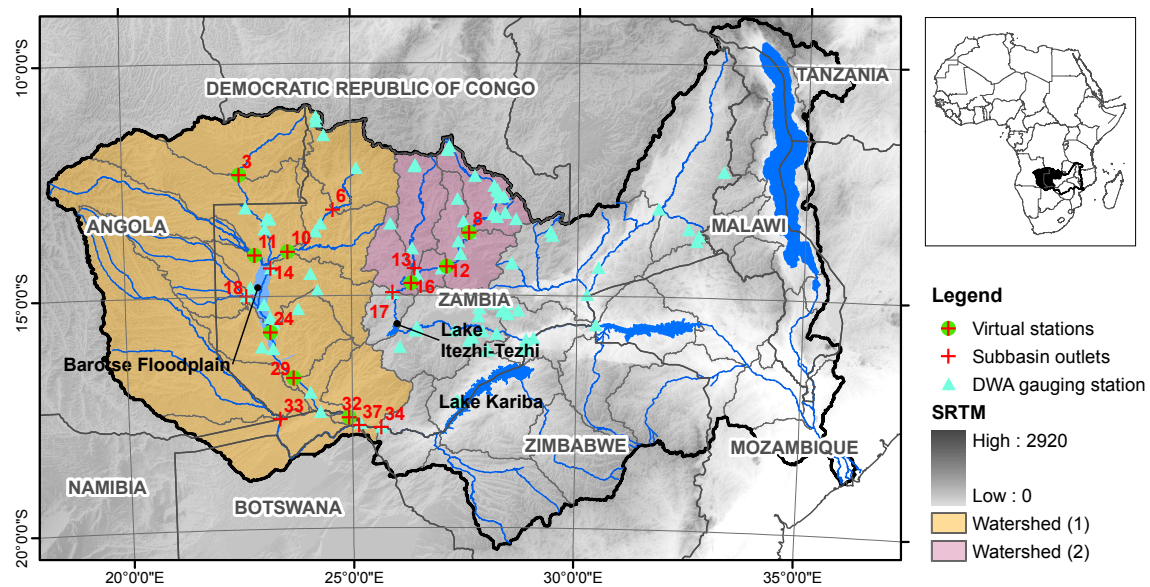 10°0'0"S
15°0'0"S
20°0'0"S
DEMOCRATIC REPUBLIC OF CONGO
TANZANIA
3
6
ANGOLA
MALAWI
8
11
10
14
13
12
18
16
ZAMBIA
17
24
Lake
Itezhi-Tezhi
Barotse Floodplain
29
Lake Kariba
33
32
37
34
ZIMBABWE
MOZAMBIQUE
NAMIBIA
BOTSWANA
20°0'0"E
25°0'0"E
30°0'0"E
35°0'0"E
Legend
Virtual stations
Subbasin outlets
DWA gauging station
SRTM
High : 2920
Low : 0
Watershed (1)
Watershed (2)